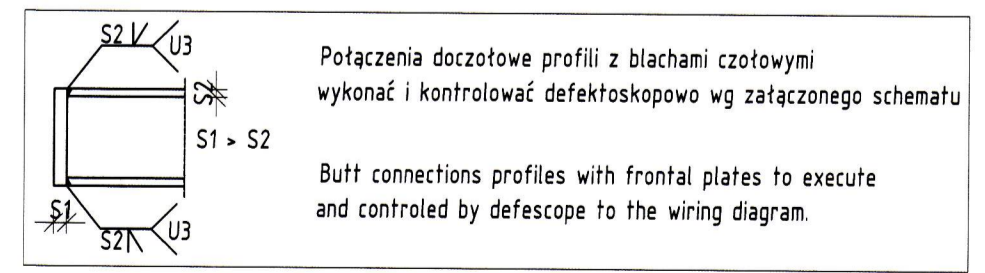 S2 U3
S2
S1 > S2
S1
S2 U3
Połączenia doczołowe profili z blachami czołowymi
wykonać i kontrolować defektoskopowo wg załączonego schematu
Butt connections profiles with frontal plates to execute
and controled by defescope to the wiring diagram.